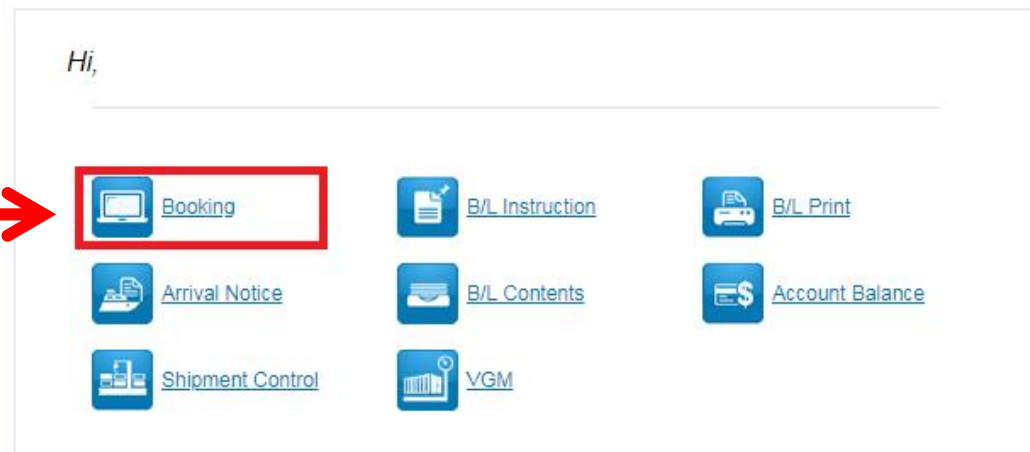 Hi,
Booking
B/L Instruction
B/L Print
Arrival Notice
B/L Contents
Account Balance
Shipment Control
VGM